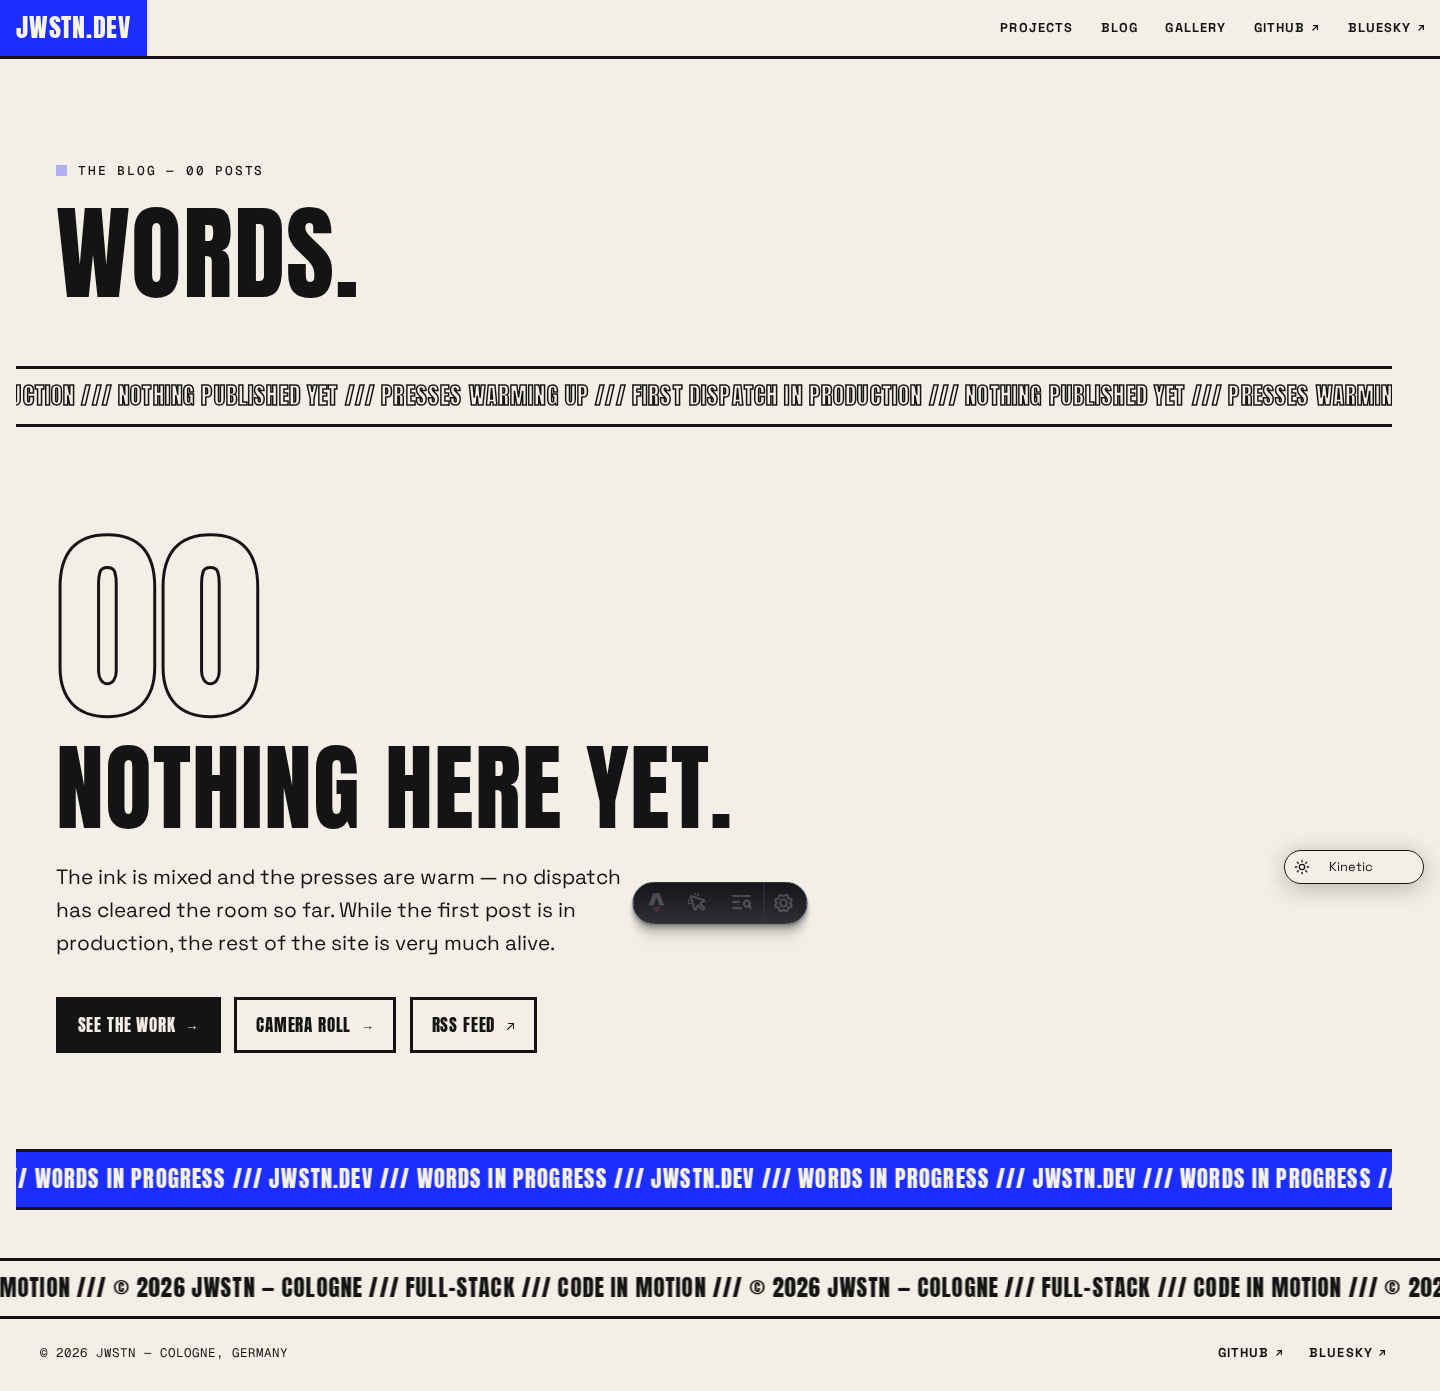 JWSTN.DEV
PROJECTS BLOG GALLERY GITHUB ↗ BLUESKY ↗
THE BLOG — 00 POSTS
WORDS.
UCTION /// NOTHING PUBLISHED YET /// PRESSES WARMING UP /// FIRST DISPATCH IN PRODUCTION /// NOTHING PUBLISHED YET /// PRESSES WARMIN
00
NOTHING HERE YET.
The ink is mixed and the presses are warm — no dispatch
has cleared the room so far. While the first post is in
production, the rest of the site is very much alive.
Kinetic
SEE THE WORK → CAMERA ROLL → RSS FEED ↗
// WORDS IN PROGRESS /// JWSTN.DEV /// WORDS IN PROGRESS /// JWSTN.DEV /// WORDS IN PROGRESS /// JWSTN.DEV /// WORDS IN PROGRESS //
MOTION /// © 2026 JWSTN — COLOGNE /// FULL-STACK /// CODE IN MOTION /// © 2026 JWSTN — COLOGNE /// FULL-STACK /// CODE IN MOTION /// © 202
© 2026 JWSTN — COLOGNE, GERMANY
GITHUB ↗ BLUESKY ↗